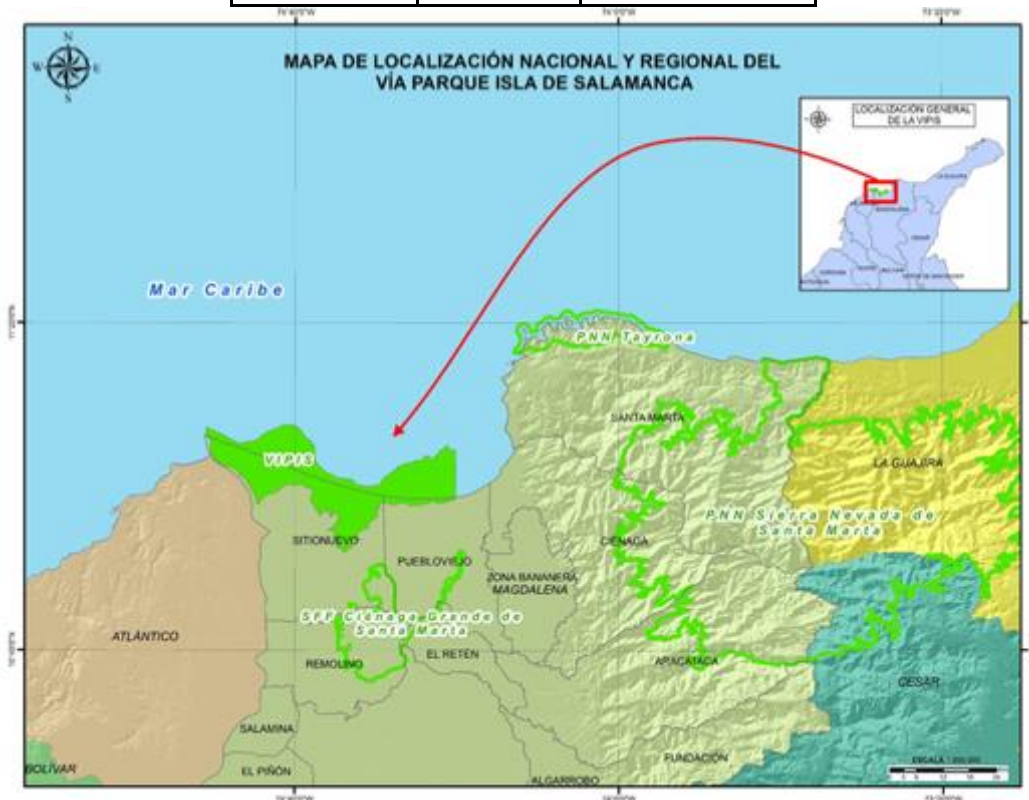 MAPA DE LOCALIZACIÓN NACIONAL Y REGIONAL DEL
VÍA PARQUE ISLA DE SALAMANCA
N
W
E
S
LOCALIZACIÓN GENERAL
DE LA VIPIS
Mar Caribe
PNN Tayrona
SANTA MARTA
VIPIS
LA GUAJIRA
PNN Sierra Nevada de
Santa Marta
SITIONUEVO
CIÉNAGA
PUEBLOVIEJO
ZONA BANANERA
MAGDALENA
SFF Ciénaga Grande de
Santa Marta
ATLÁNTICO
EL RETÉN
REMOLINO
ARACATACA
CESAR
SALAMINA
FUNDACIÓN
BOLÍVAR
EL PIÑÓN
ALGARROBO
ESCALA